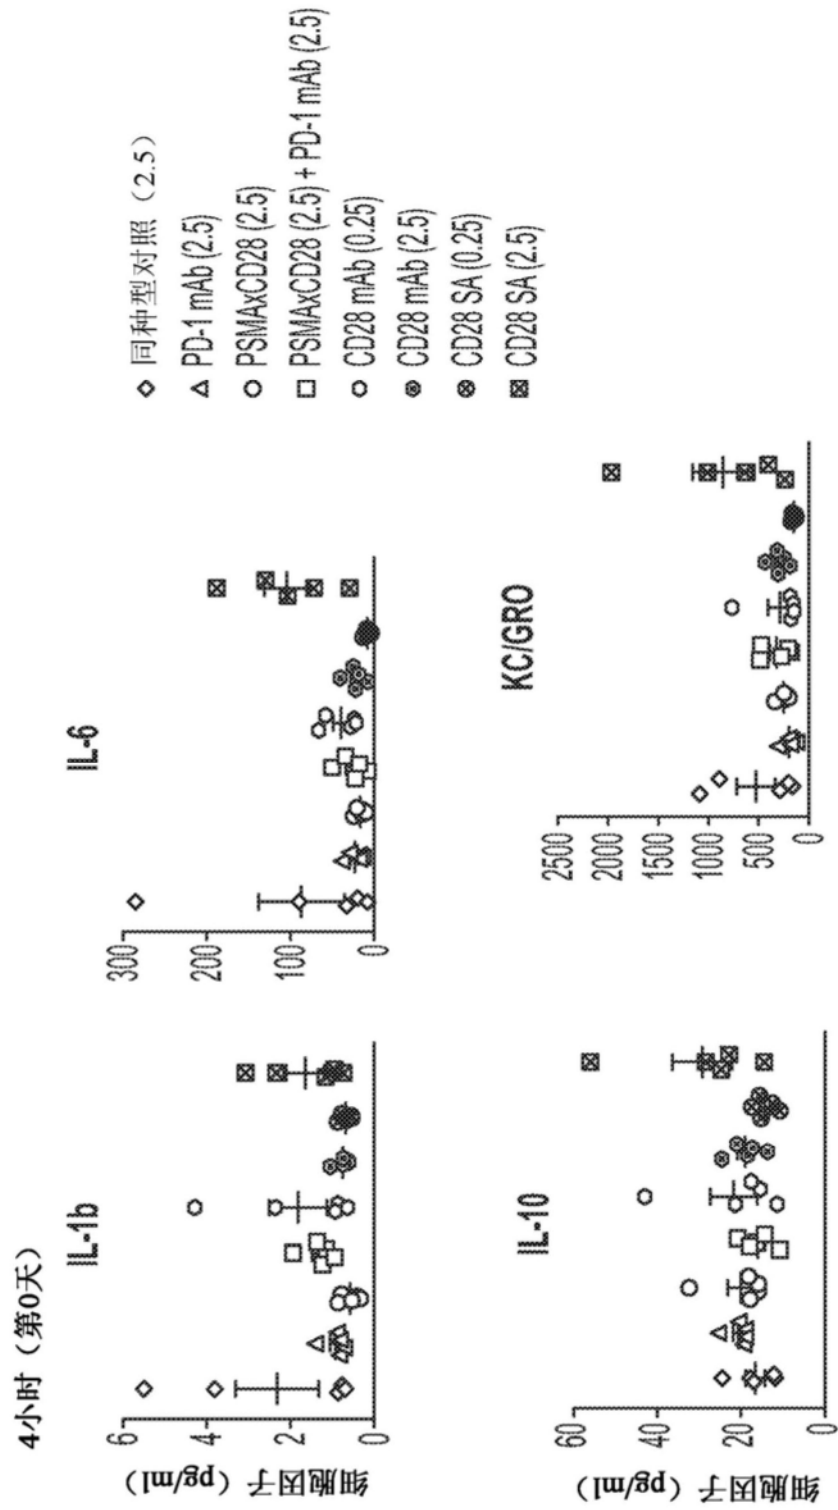 4小时（第0天）
IL-1b
细胞因子（pg/ml）
6
4
2
0
IL-6
300
200
100
0
IL-10
细胞因子（pg/ml）
60
40
20
0
KC/GRO
2500
2000
1500
1000
500
0
同种型对照（2.5）
PD-1 mAb (2.5)
PSMAxCD28 (2.5)
PSMAxCD28 (2.5) + PD-1 mAb (2.5)
CD28 mAb (0.25)
CD28 mAb (2.5)
CD28 SA (0.25)
CD28 SA (2.5)